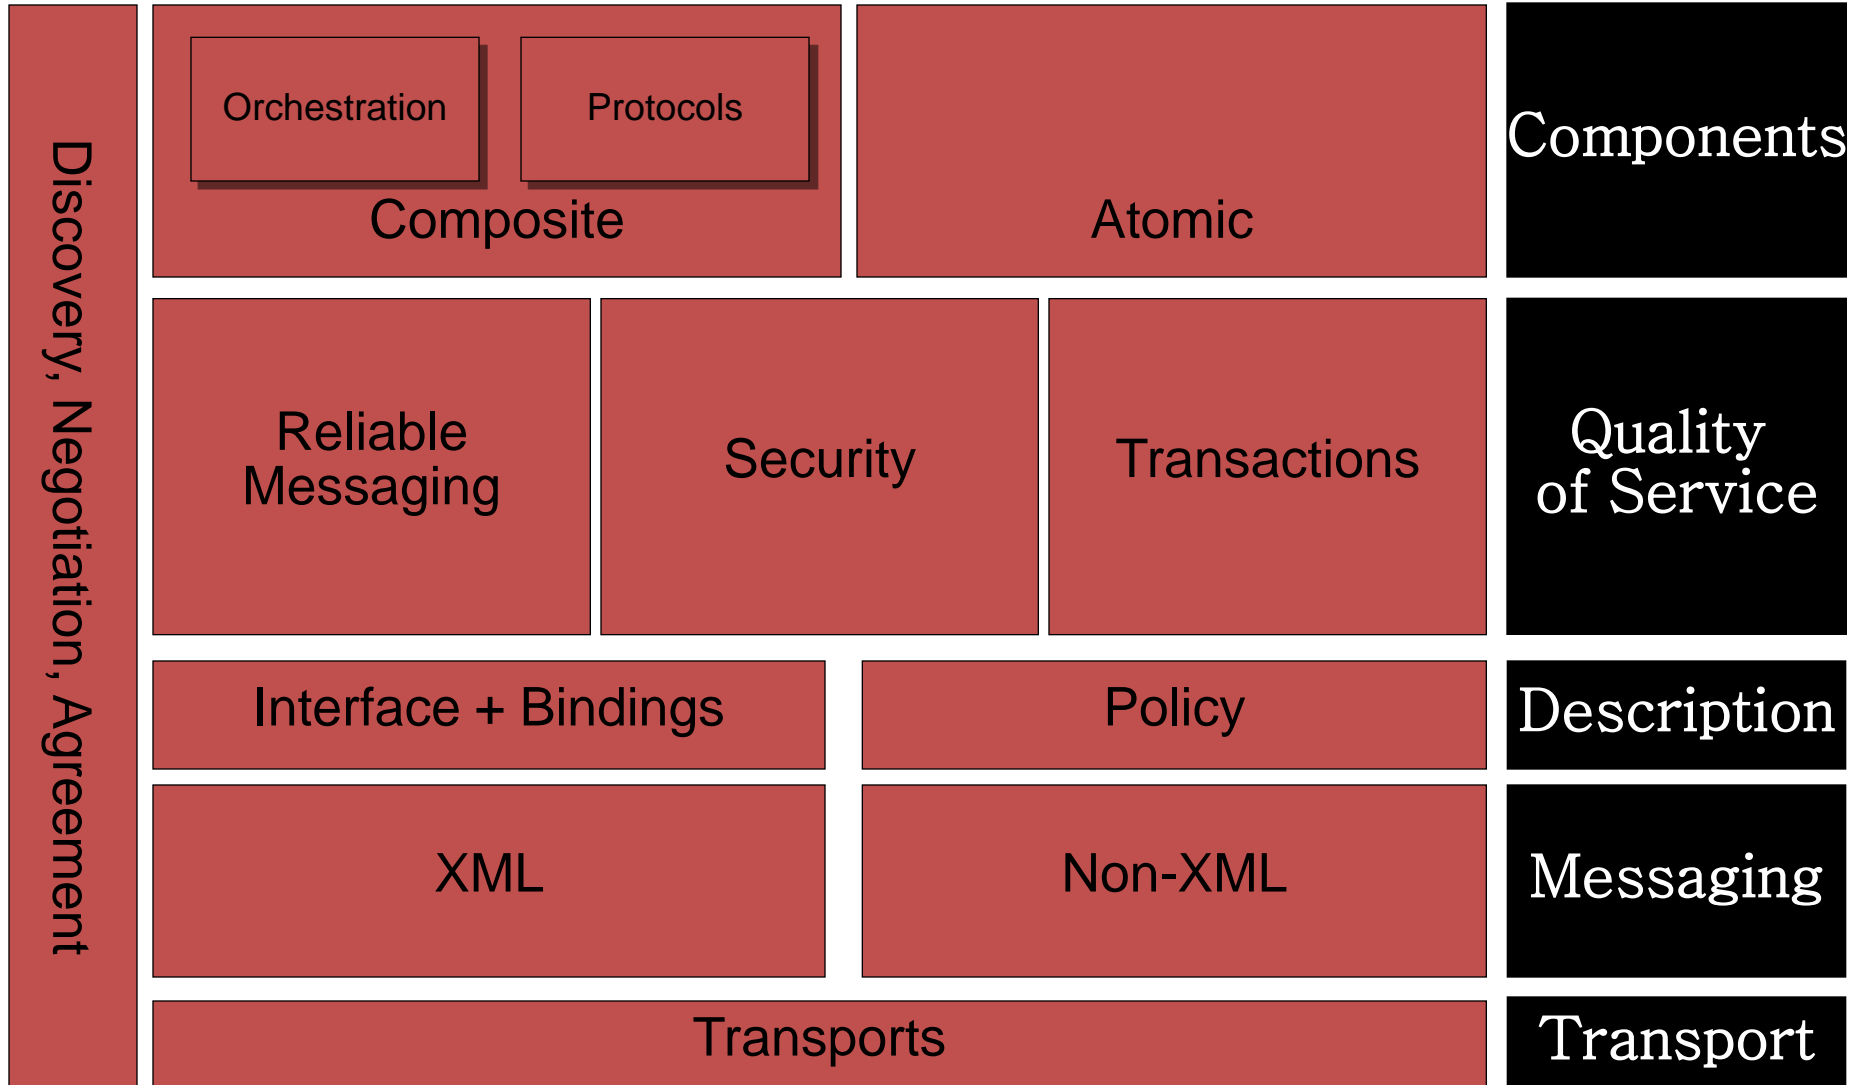 Discovery, Negotiation, Agreement
Orchestration
Protocols
Composite
Atomic
Components
Reliable
Messaging
Security
Transactions
Quality
of Service
Interface + Bindings
Policy
Description
XML
Non-XML
Messaging
Transports
Transport